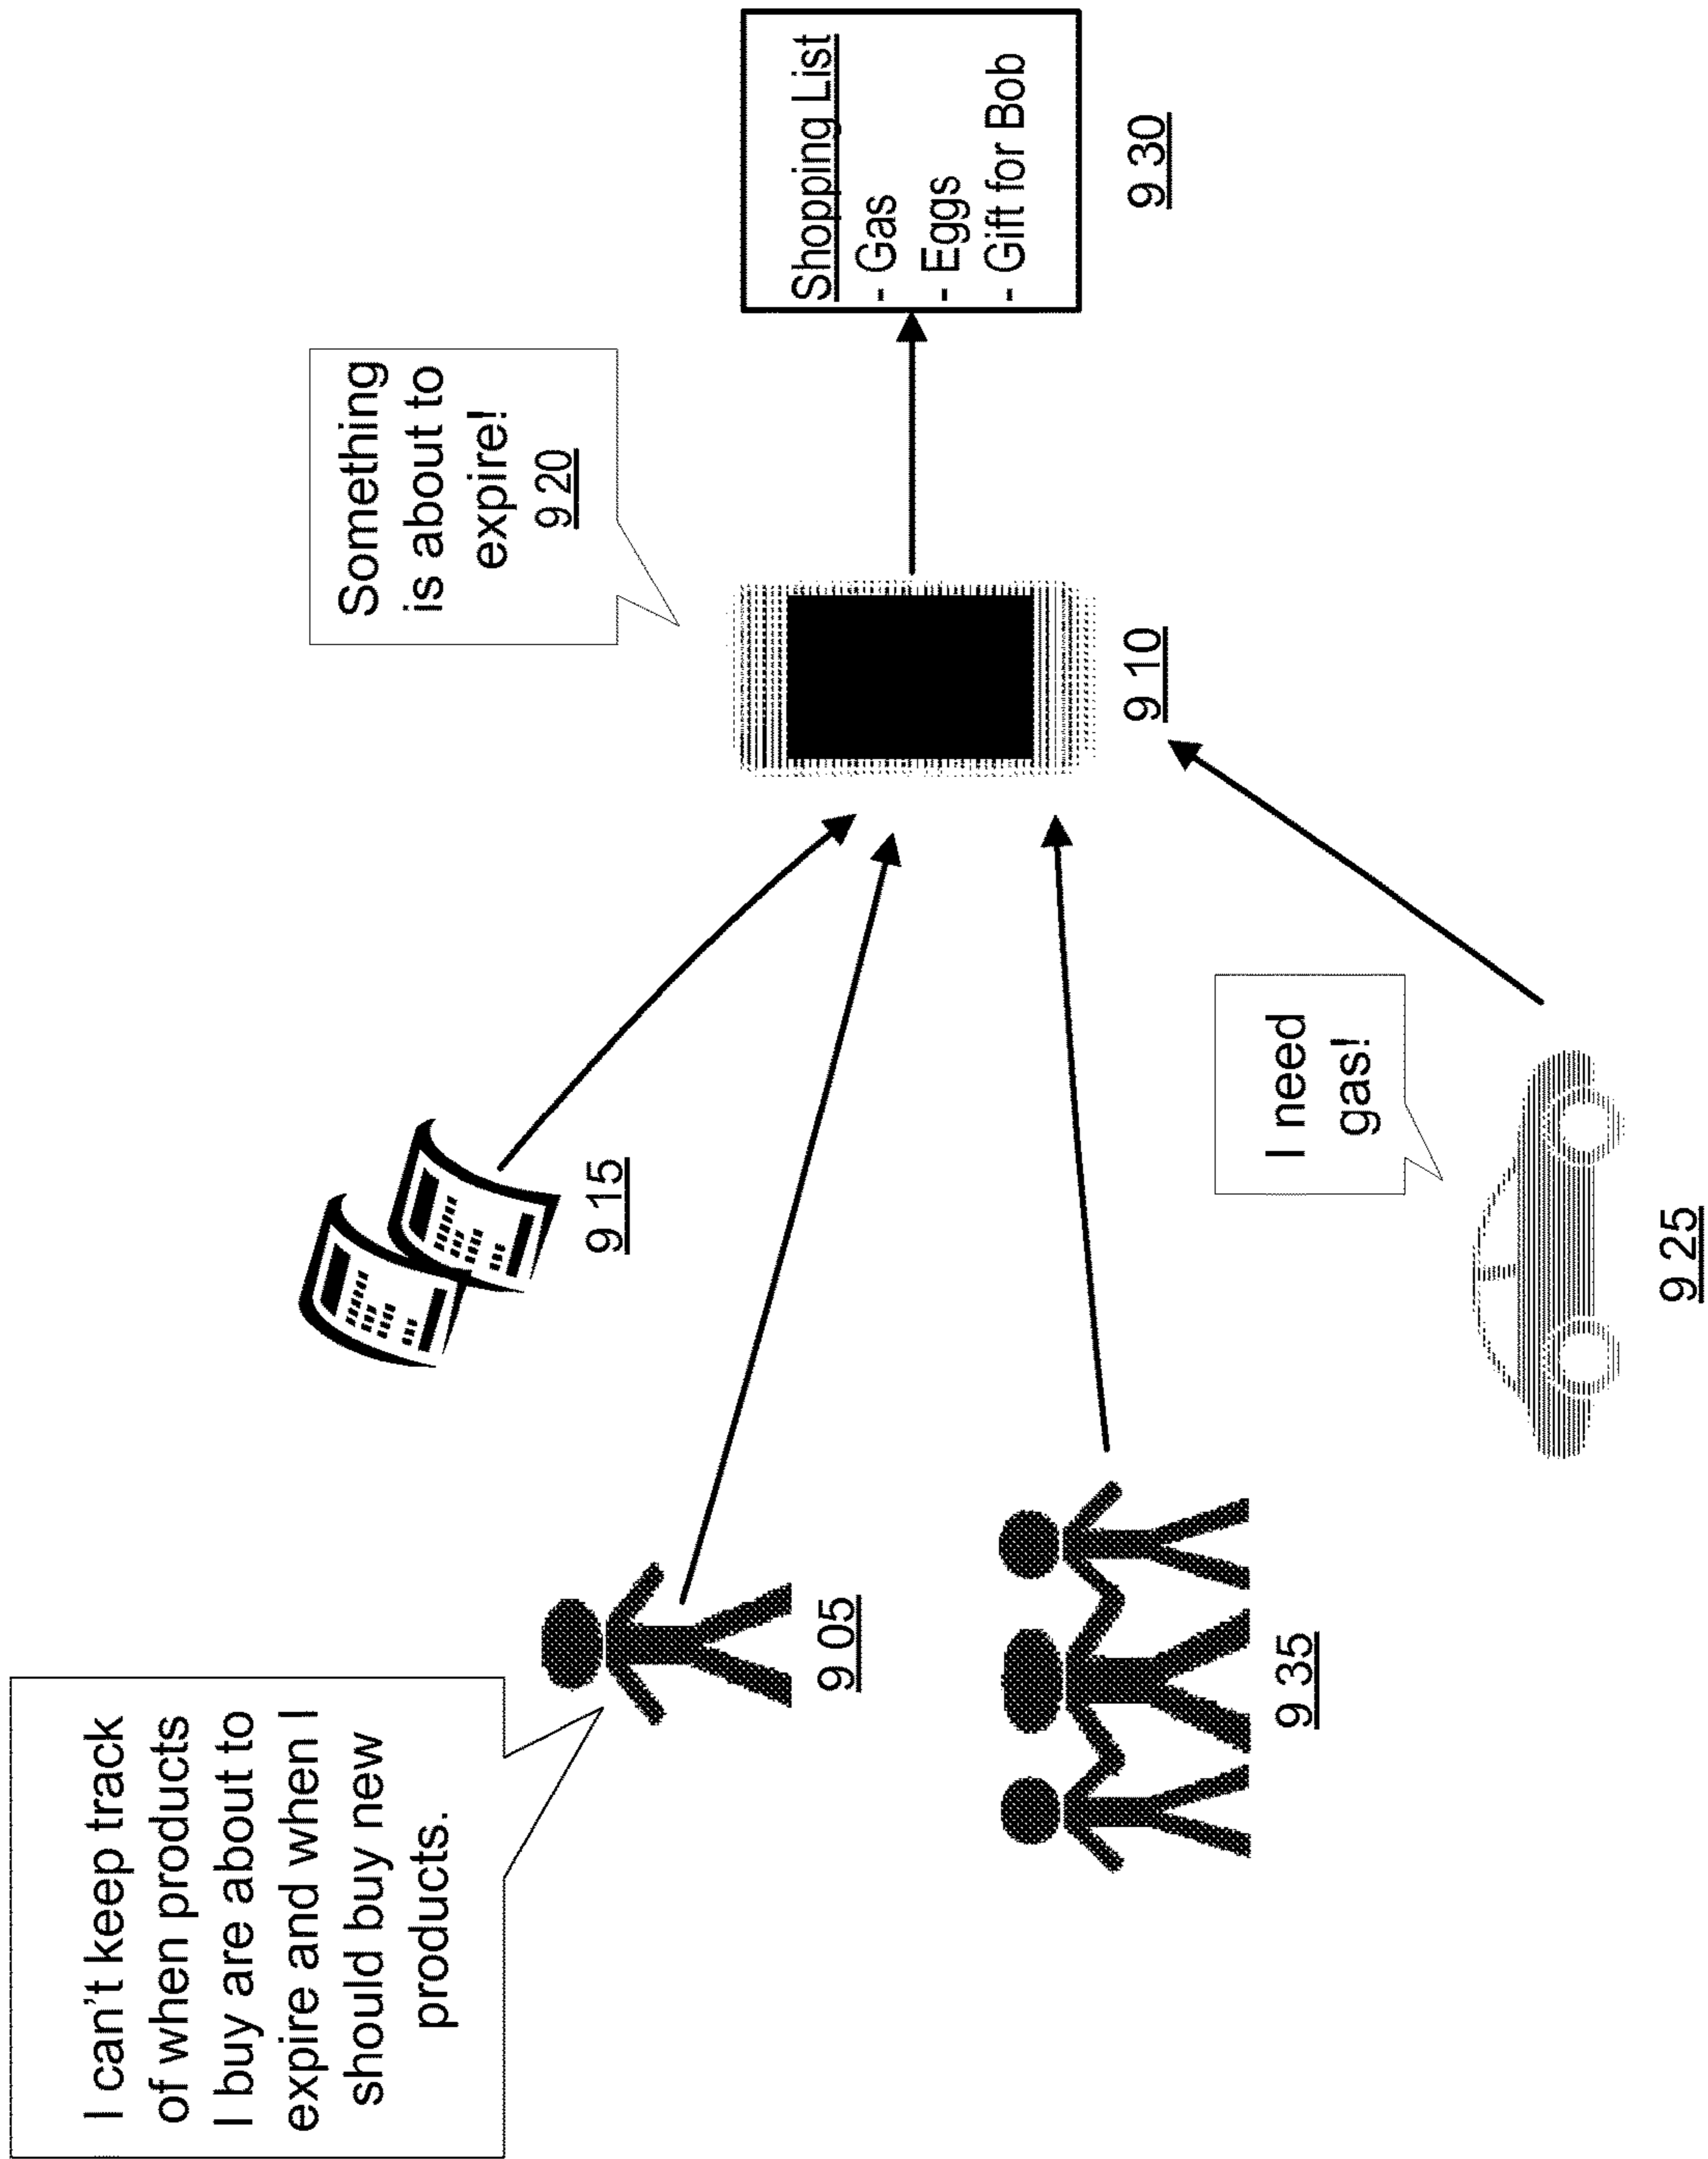 I can't keep track
of when products
I buy are about to
expire and when I
should buy new
products.
9 05
9 15
Something
is about to
expire!
9 20
9 10
Shopping List
- Gas
- Eggs
- Gift for Bob
9 30
9 35
I need
gas!
9 25